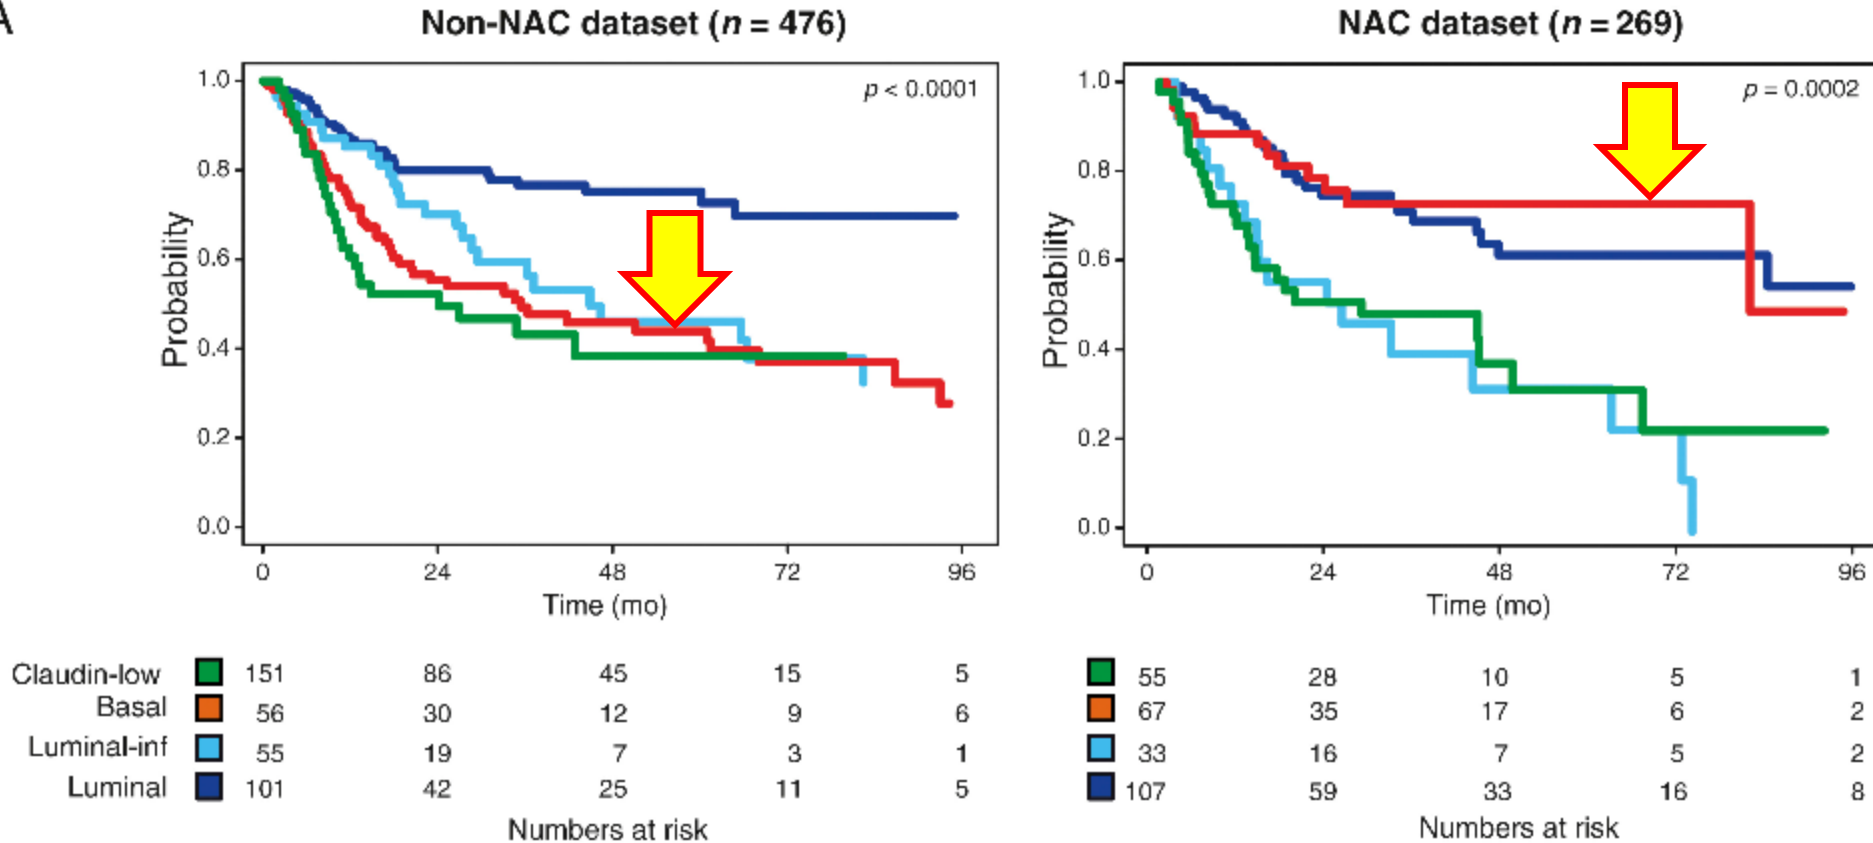 A
Non-NAC dataset (n = 476)
p < 0.0001
Probability
1.0
0.8
0.6
0.4
0.2
0.0
0 24 48 72 96
Time (mo)
NAC dataset (n = 269)
p = 0.0002
Probability
1.0
0.8
0.6
0.4
0.2
0.0
0 24 48 72 96
Time (mo)
Claudin-low 151 86 45 15 5
Basal 56 30 12 9 6
Luminal-inf 55 19 7 3 1
Luminal 101 42 25 11 5
Numbers at risk
55 28 10 5 1
67 35 17 6 2
33 16 7 5 2
107 59 33 16 8
Numbers at risk